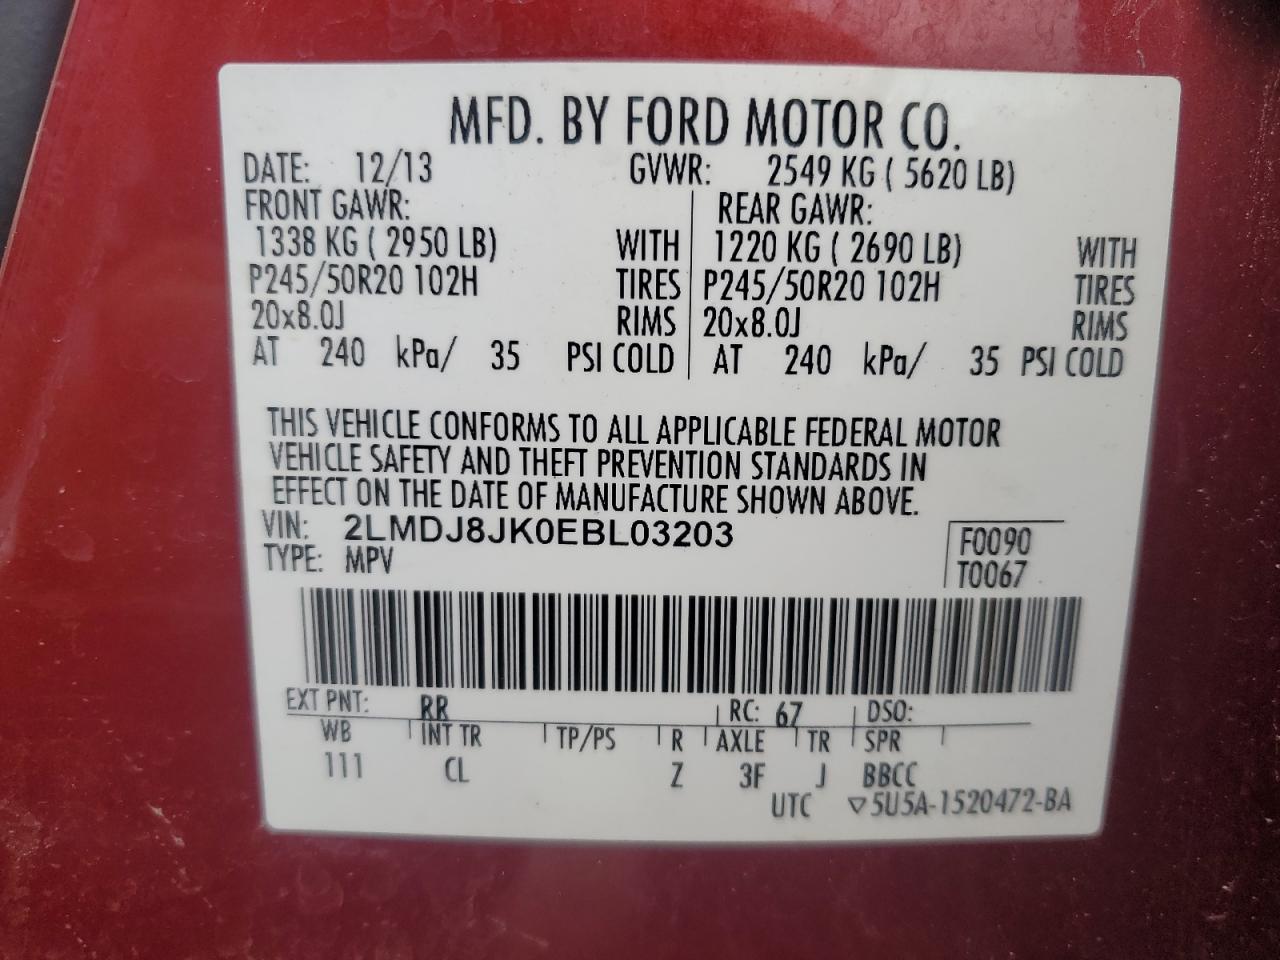 MFD. BY FORD MOTOR CO.
DATE: 12/13 GVWR: 2549 KG ( 5620 LB)
FRONT GAWR: REAR GAWR:
1338 KG ( 2950 LB) WITH 1220 KG ( 2690 LB) WITH
P245/50R20 102H TIRES P245/50R20 102H TIRES
20x8.0J RIMS 20x8.0J RIMS
AT 240 kPa/ 35 PSI COLD AT 240 kPa/ 35 PSI COLD
THIS VEHICLE CONFORMS TO ALL APPLICABLE FEDERAL MOTOR
VEHICLE SAFETY AND THEFT PREVENTION STANDARDS IN
EFFECT ON THE DATE OF MANUFACTURE SHOWN ABOVE.
VIN: 2LMDJ8JK0EBL03203 F0090
TYPE: MPV T0067
EXT PNT: RR RC: 67 DSO:
WB INT TR TP/PS R AXLE TR SPR
111 CL Z 3F J BBCC
UTC ▽5U5A-1520472-BA